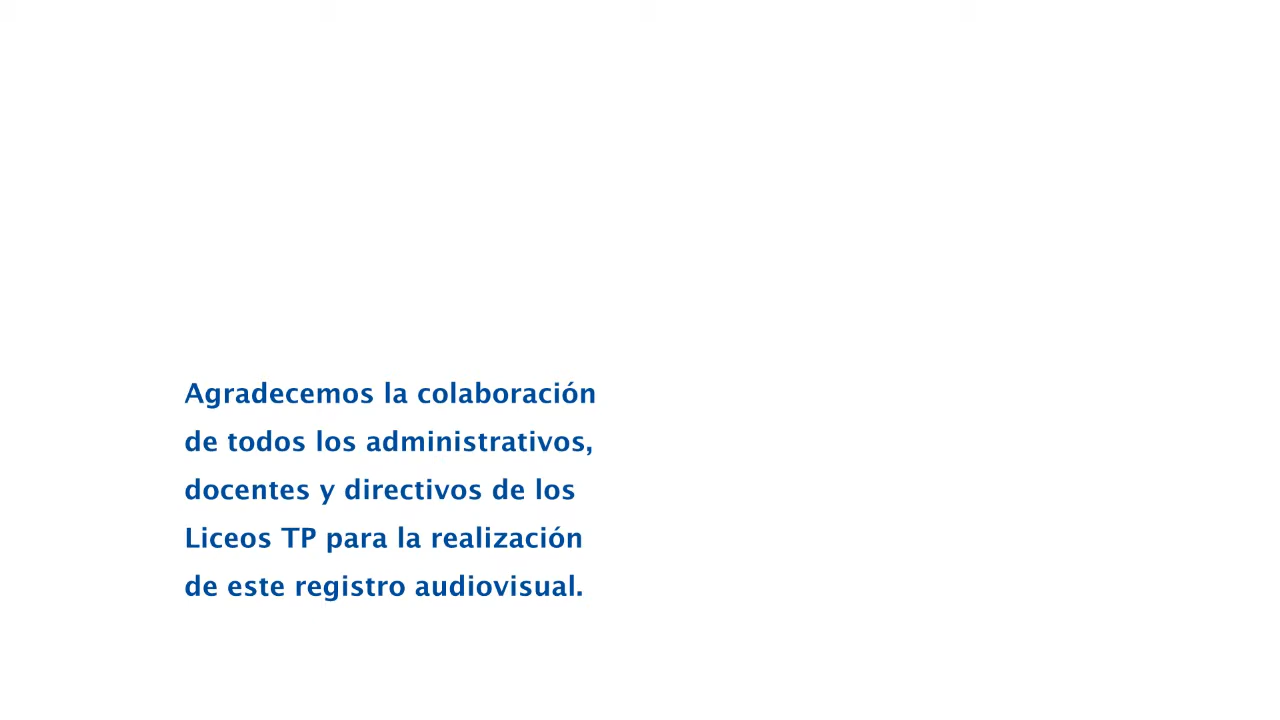 Agradecemos la colaboración
de todos los administrativos,
docentes y directivos de los
Liceos TP para la realización
de este registro audiovisual.